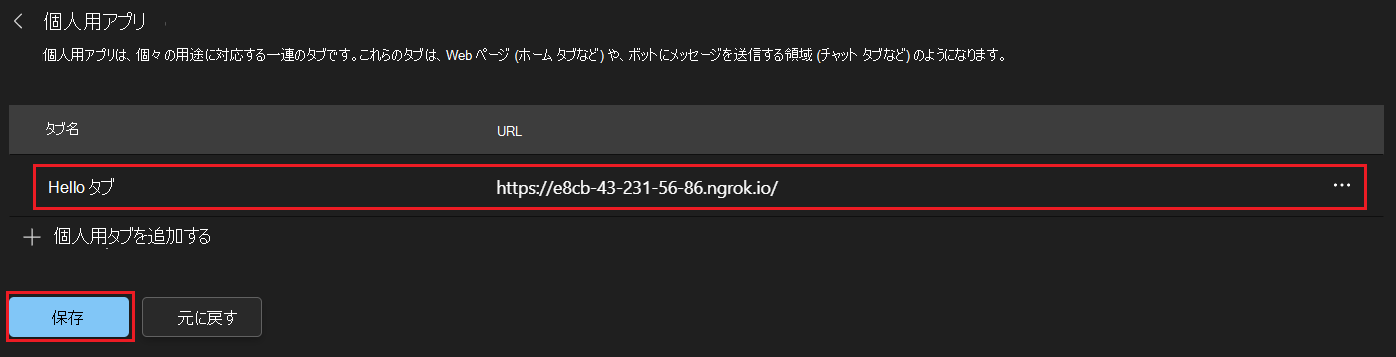 個人用アプリ
個人用アプリは、個々の用途に対応する一連のタブです。これらのタブは、Web ページ (ホーム タブなど) や、ボットにメッセージを送信する領域 (チャット タブなど) のようになります。
タブ名 URL
Hello タブ https://e8cb-43-231-56-86.ngrok.io/ ...
+ 個人用タブを追加する
保存 元に戻す